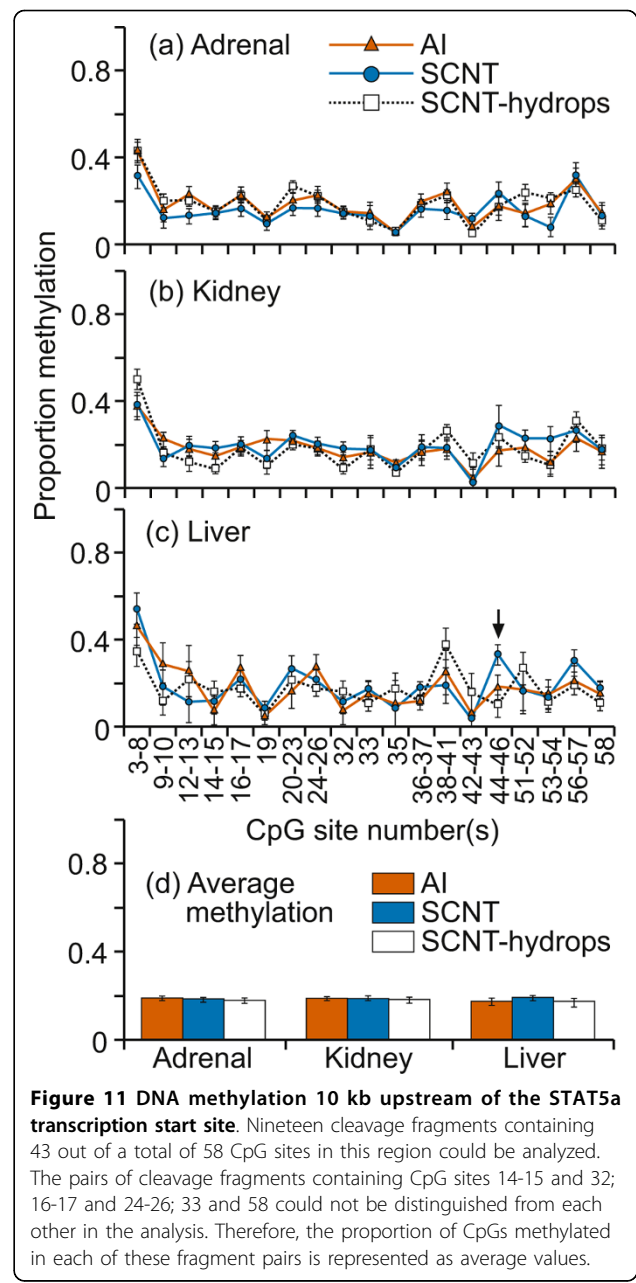 (a) Adrenal
AI
SCNT
SCNT-hydrops
0.8
0.4
0
(b) Kidney
0.8
0.4
0
Proportion methylation
(c) Liver
0.8
0.4
0
3-8
9-10
12-13
14-15
16-17
19
20-23
24-26
32
33
35
36-37
38-41
42-43
44-46
51-52
53-54
56-57
58
CpG site number(s)
(d) Average
methylation
AI
SCNT
SCNT-hydrops
0.8
0.4
0
Adrenal
Kidney
Liver
Figure 11 DNA methylation 10 kb upstream of the STAT5a
transcription start site. Nineteen cleavage fragments containing
43 out of a total of 58 CpG sites in this region could be analyzed.
The pairs of cleavage fragments containing CpG sites 14-15 and 32;
16-17 and 24-26; 33 and 58 could not be distinguished from each
other in the analysis. Therefore, the proportion of CpGs methylated
in each of these fragment pairs is represented as average values.